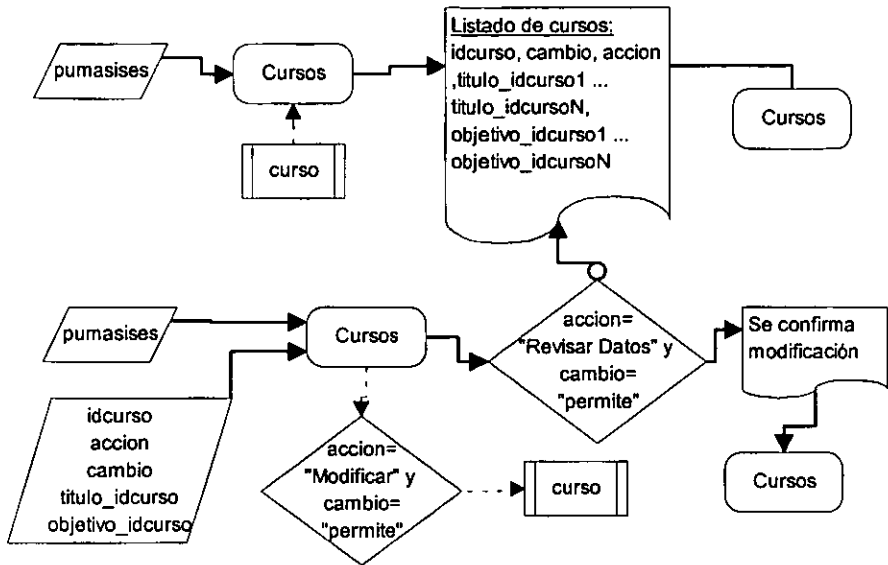 pumasises
Cursos
curso
Listado de cursos:
idcurso, cambio, accion
,titulo_idcurso1 ...
titulo_idcursoN,
objetivo_idcurso1 ...
objetivo_idcursoN
Cursos
pumasises
idcurso
accion
cambio
titulo_idcurso
objetivo_idcurso
Cursos
accion=
"Modificar" y
cambio=
"permite"
curso
accion=
"Revisar Datos" y
cambio=
"permite"
Se confirma
modificación
Cursos